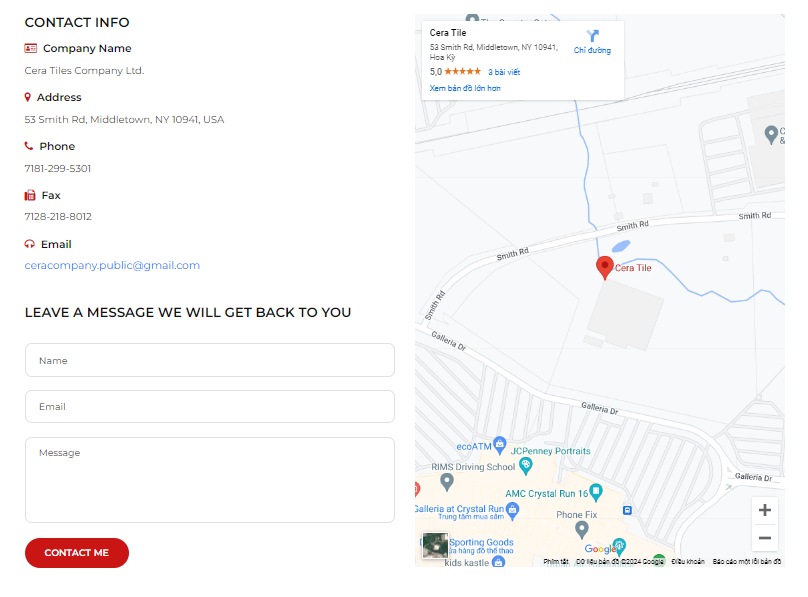 CONTACT INFO
Company Name
Cera Tiles Company Ltd.
Address
53 Smith Rd, Middletown, NY 10941, USA
Phone
7181-299-5301
Fax
7128-218-8012
Email
ceracompany.public@gmail.com
LEAVE A MESSAGE WE WILL GET BACK TO YOU
Name
Email
Message
CONTACT ME
Cera Tile
53 Smith Rd, Middletown, NY 10941,
Hoa Kỳ
Chỉ đường
5,0 ★★★★★ 3 bài viết
Xem bản đồ lớn hơn
Smith Rd
Smith Rd
Smith Rd
Cera Tile
Smith Rd
Galleria Dr
Galleria Dr
ecoATM
JCPenney Portraits
RIMS Driving School
Galleria Dr
AMC Crystal Run 16
Galleria at Crystal Run
Trung tâm mua sắm
Phone Fix
+
Sporting Goods
ửa hàng đồ thể thao
Google
−
kids kastle
Phím tắt
Dữ liệu bản đồ ©2024 Google
Điều khoản
Báo cáo một lỗi bản đồ